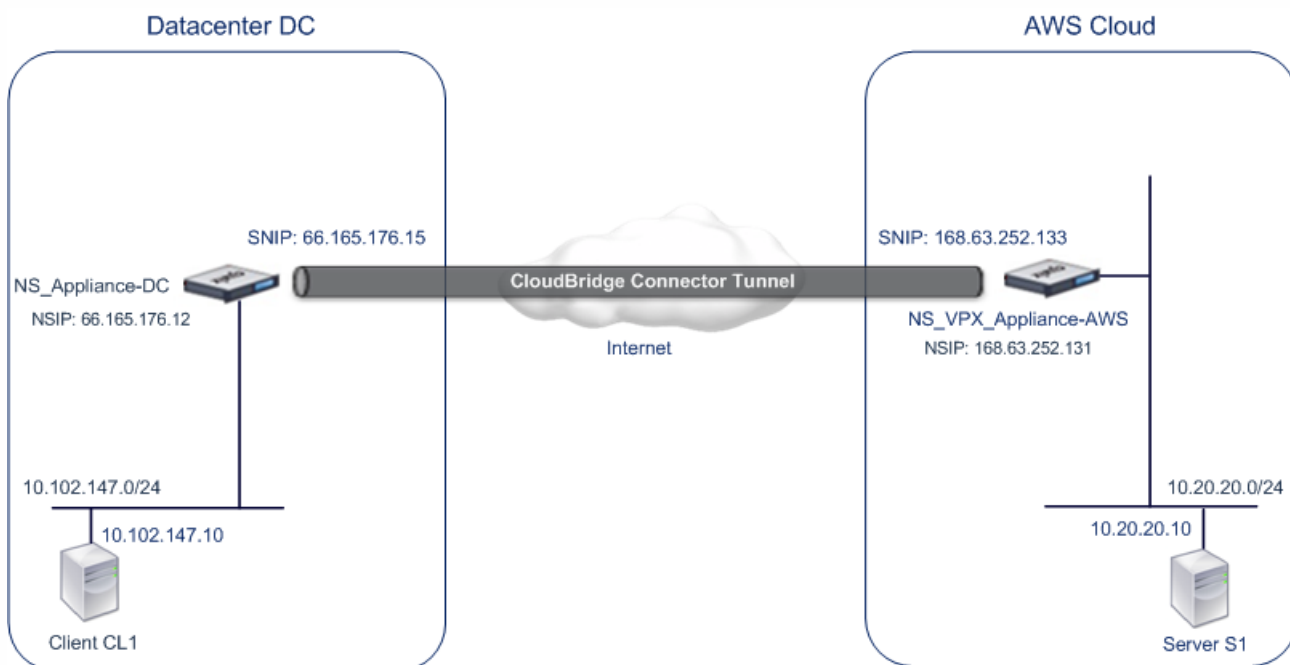 Datacenter DC
AWS Cloud
SNIP: 66.165.176.15
SNIP: 168.63.252.133
CloudBridge Connector Tunnel
NS_Appliance-DC
NSIP: 66.165.176.12
NS_VPX_Appliance-AWS
NSIP: 168.63.252.131
Internet
10.102.147.0/24
10.20.20.0/24
10.102.147.10
10.20.20.10
Client CL1
Server S1